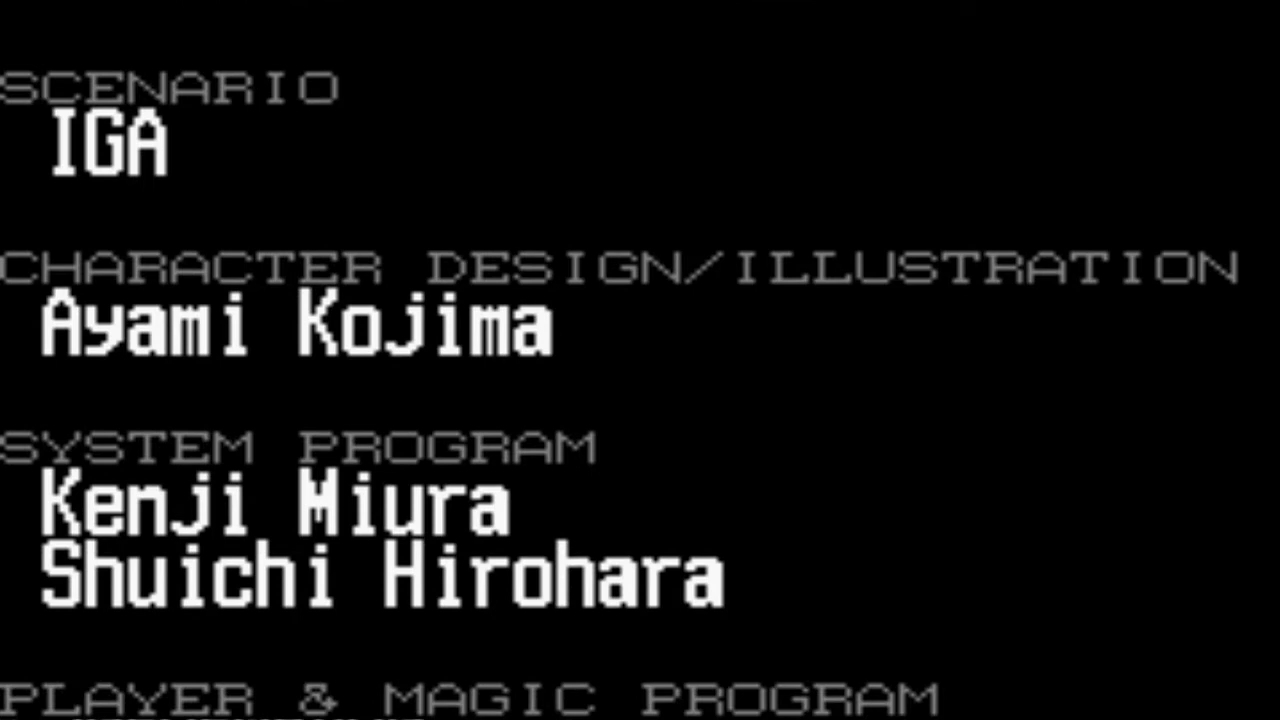 SCENARIO
IGA
CHARACTER DESIGN/ILLUSTRATION
Ayami Kojima
SYSTEM PROGRAM
Kenji Miura
Shuichi Hirohara
PLAYER & MAGIC PROGRAM